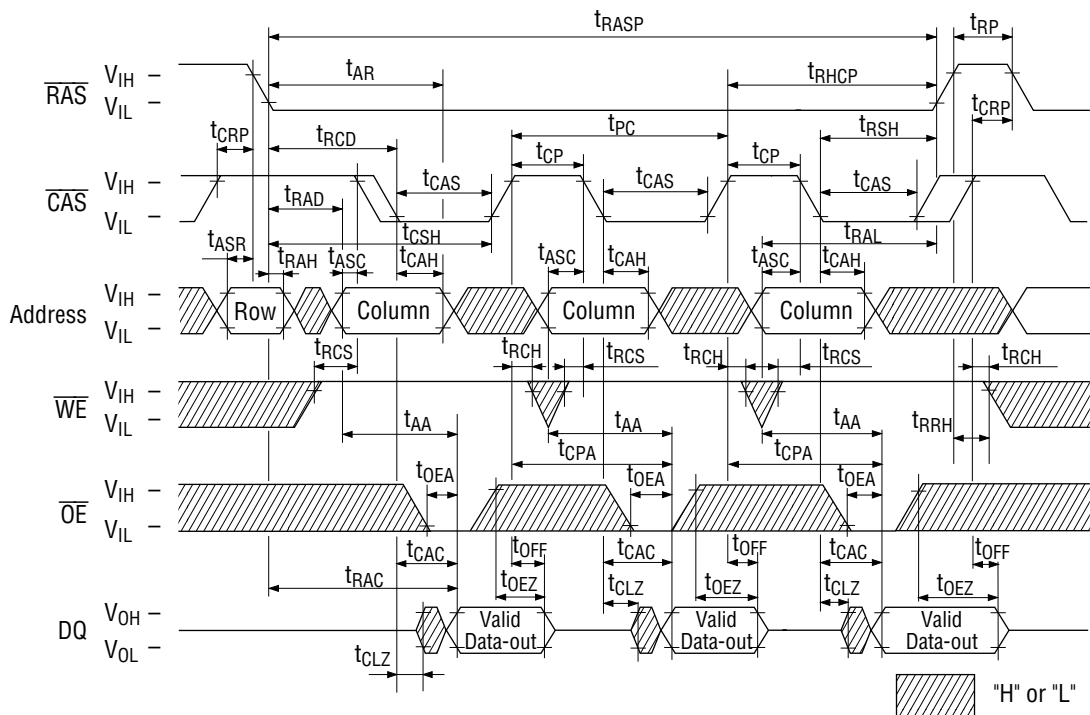 tRASP
tRP
tAR
tRHCP
RAS
VIH
VIL
tCRP
tRCD
tPC
tRSH
tCRP
tCP
tCP
CAS
VIH
VIL
tCAS
tCAS
tCAS
tRAD
tCSH
tRAL
tASR
tRAH
tASC
tCAH
tASC
tCAH
tASC
tCAH
Address
VIH
VIL
Row
Column
Column
Column
tRCS
tRCH
tRCS
tRCH
tRCS
tRCH
WE
VIH
VIL
tAA
tAA
tAA
tRRH
tCPA
tCPA
tOEA
tOEA
tOEA
OE
VIH
VIL
tCAC
tOFF
tCAC
tOFF
tCAC
tOFF
tRAC
tOEZ
tCLZ
tOEZ
tCLZ
tOEZ
DQ
VOH
VOL
Valid
Data-out
Valid
Data-out
Valid
Data-out
tCLZ
"H" or "L"